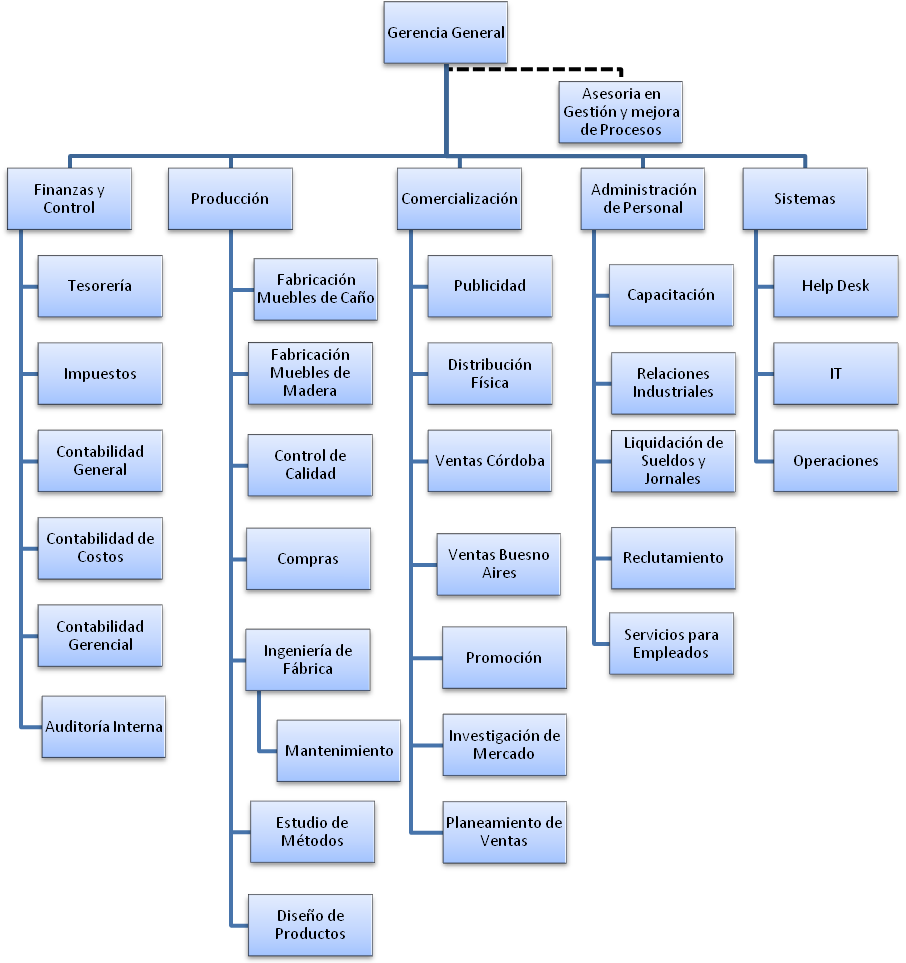 Gerencia General
Asesoria en
Gestión y mejora
de Procesos
Finanzas y
Control
Producción
Comercialización
Administración
de Personal
Sistemas
Tesorería
Impuestos
Contabilidad
General
Contabilidad de
Costos
Contabilidad
Gerencial
Auditoría Interna
Fabricación
Muebles de Caño
Fabricación
Muebles de
Madera
Control de
Calidad
Compras
Ingeniería de
Fábrica
Mantenimiento
Estudio de
Métodos
Diseño de
Productos
Publicidad
Distribución
Física
Ventas Córdoba
Ventas Buesno
Aires
Promoción
Investigación de
Mercado
Planeamiento de
Ventas
Capacitación
Relaciones
Industriales
Liquidación de
Sueldos y
Jornales
Reclutamiento
Servicios para
Empleados
Help Desk
IT
Operaciones